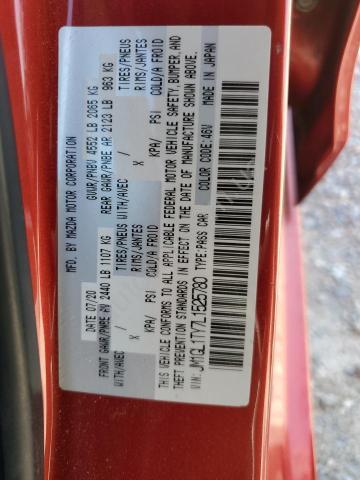 MFD. BY MAZDA MOTOR CORPORATION MADE IN JAPAN
DATE 07/20 GVWR/PNBV 4552 LB 2065 KG
FRONT GAWR/PNBE AV 2440 LB 1107 KG REAR GAWR/PNBE AR 2123 LB 963 KG
WITH/AVEC TIRES/PNEUS WITH/AVEC TIRES/PNEUS
X RIMS/JANTES X RIMS/JANTES
KPA/ PSI COLD/A FROID KPA/ PSI COLD/A FROID
THIS VEHICLE CONFORMS TO ALL APPLICABLE FEDERAL MOTOR VEHICLE SAFETY, BUMPER, AND
THEFT PREVENTION STANDARDS IN EFFECT ON THE DATE OF MANUFACTURE SHOWN ABOVE.
VIN: JM1GL1TY7L1525780 TYPE: PASS CAR COLOR CODE: 46V